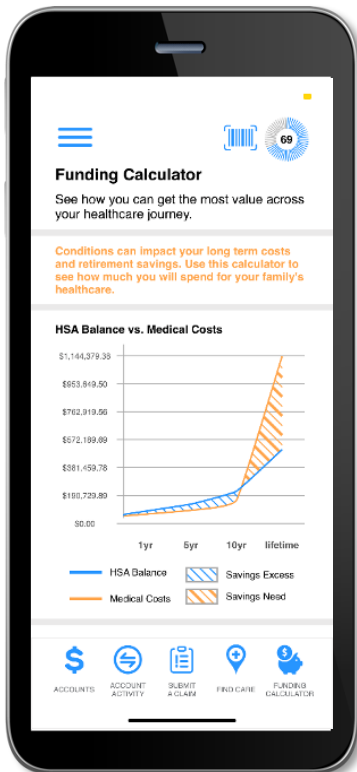 69
Funding Calculator
See how you can get the most value across
your healthcare journey.
Conditions can impact your long term costs
and retirement savings. Use this calculator to
see how much you will spend for your family's
healthcare.
HSA Balance vs. Medical Costs
$1,144,379.38
$953,649.50
$762,919.66
$572,189.69
$381,459.78
$190,729.89
$0.00
1yr 5yr 10yr lifetime
HSA Balance Savings Excess
Medical Costs Savings Need
ACCOUNTS
ACCOUNT
ACTIVITY
SUBMIT
A CLAIM
FIND CARE
FUNDING
CALCULATOR